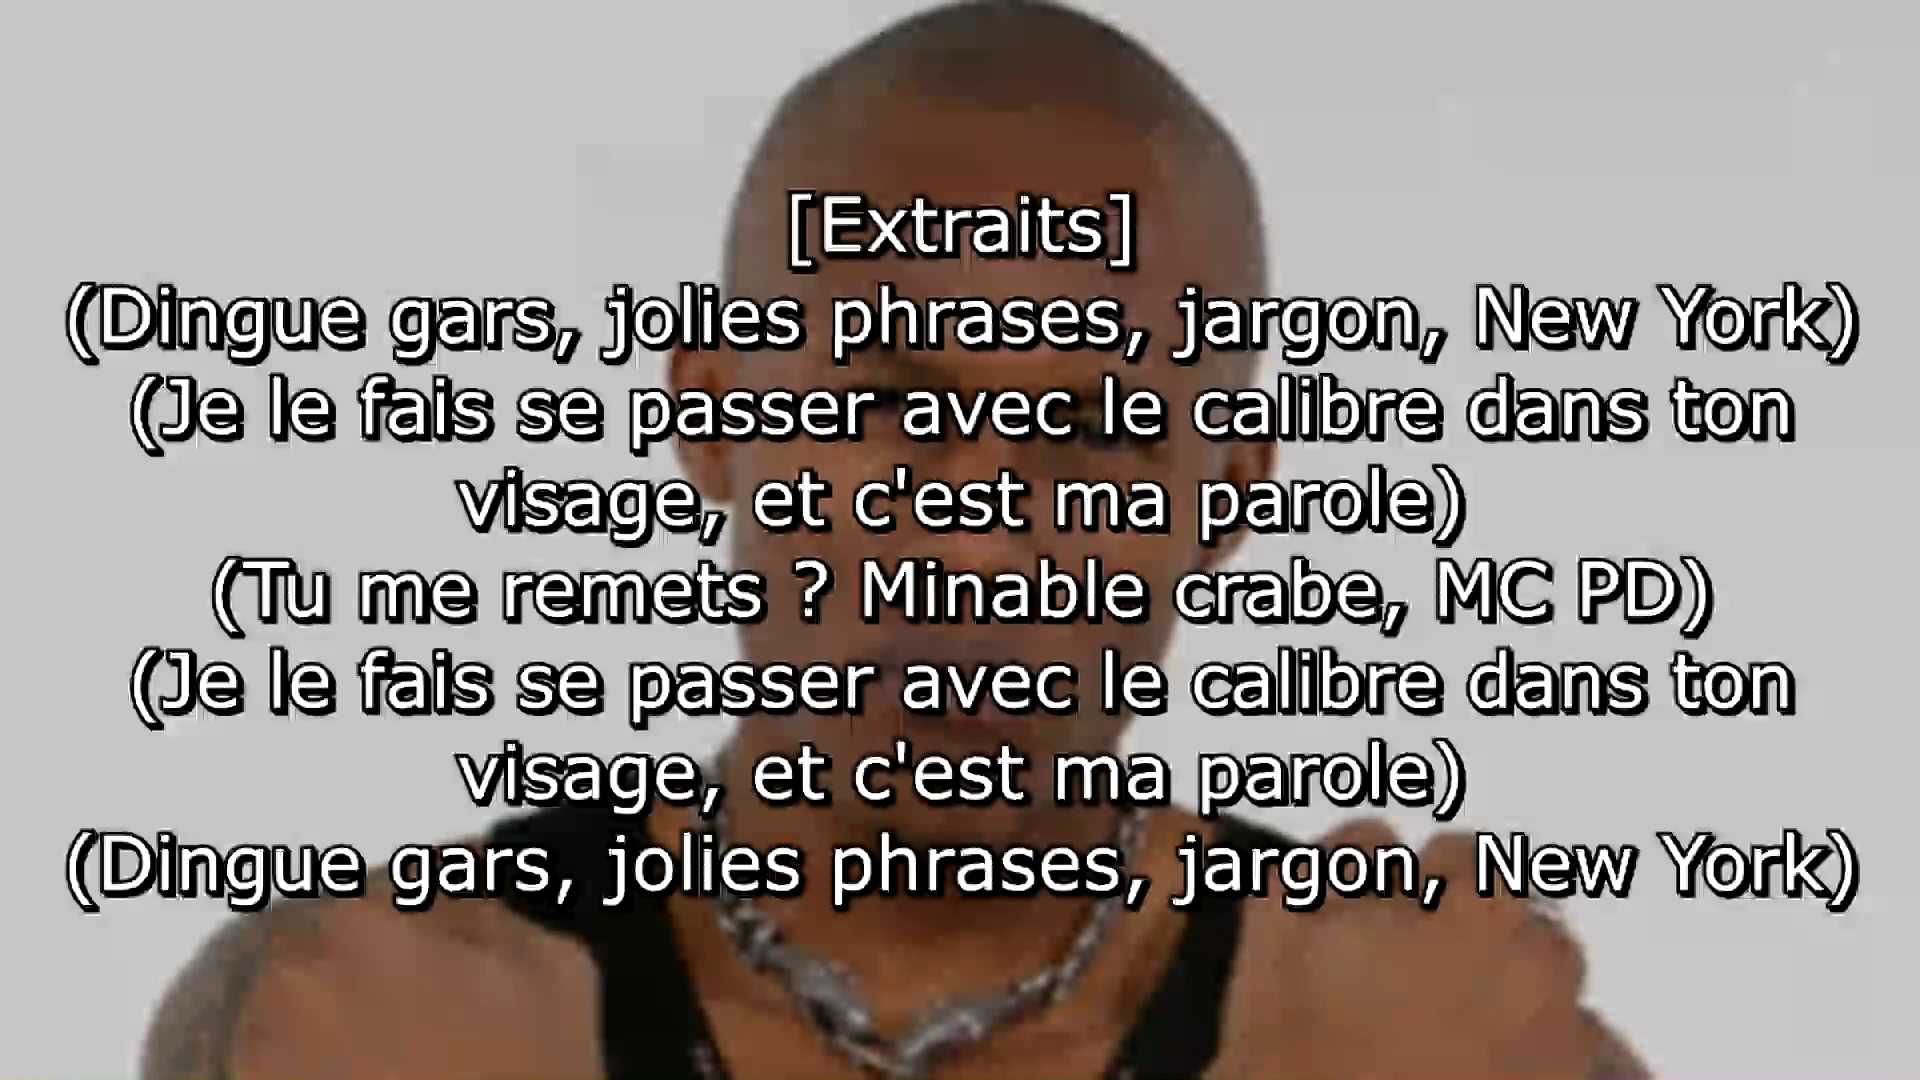 [Extraits]
(Dingue gars, jolies phrases, jargon, New York)
(Je le fais se passer avec le calibre dans ton
visage, et c'est ma parole)
(Tu me remets ? Minable crabe, MC PD)
(Je le fais se passer avec le calibre dans ton
visage, et c'est ma parole)
(Dingue gars, jolies phrases, jargon, New York)